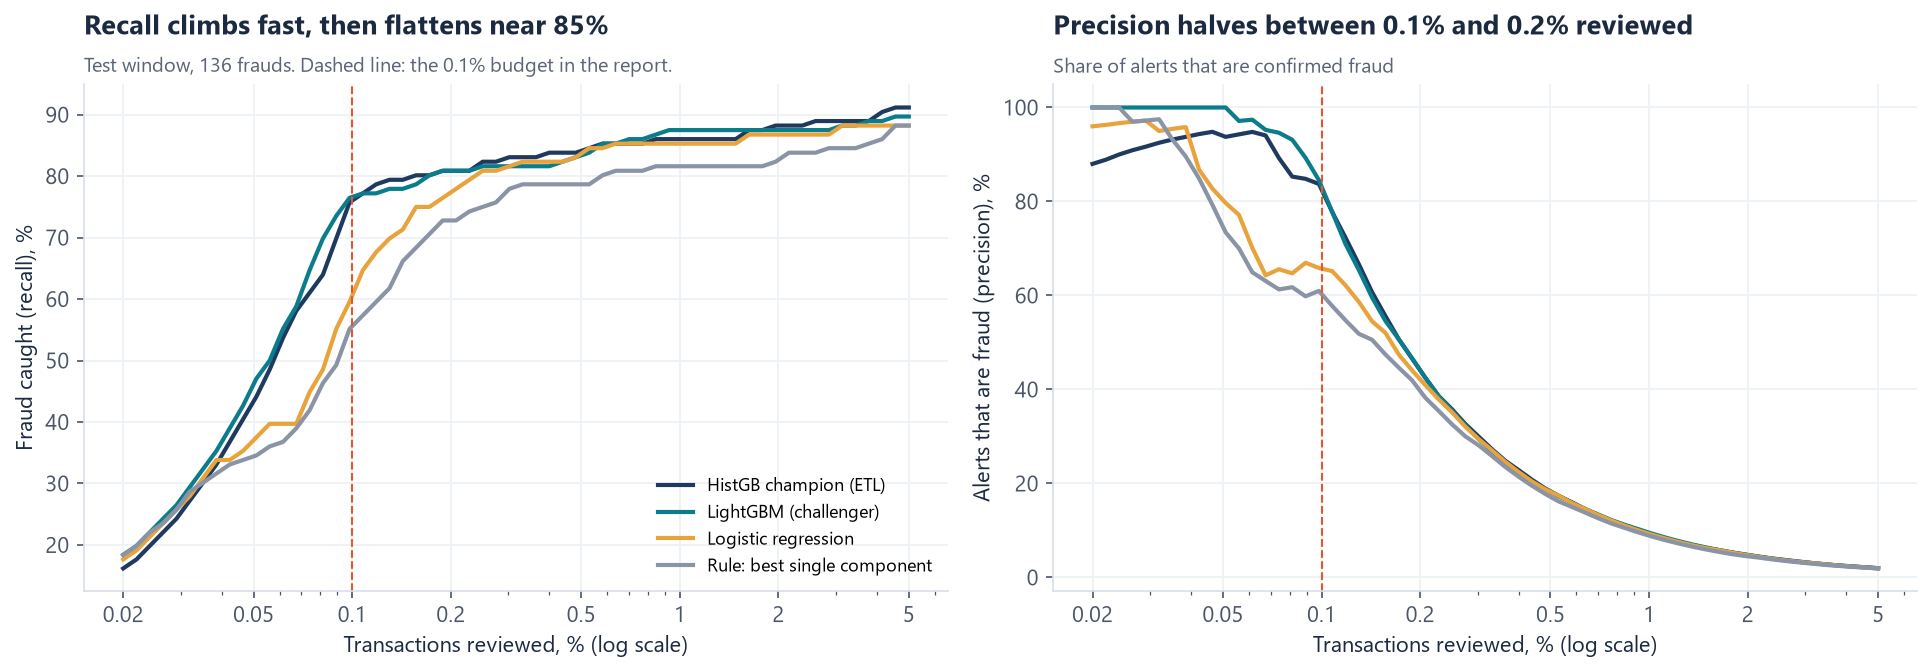 Recall climbs fast, then flattens near 85%
Test window, 136 frauds. Dashed line: the 0.1% budget in the report.
Fraud caught (recall), %
90
80
70
60
50
40
30
20
HistGB champion (ETL)
LightGBM (challenger)
Logistic regression
Rule: best single component
0.02 0.05 0.1 0.2 0.5 1 2 5
Transactions reviewed, % (log scale)
Precision halves between 0.1% and 0.2% reviewed
Share of alerts that are confirmed fraud
Alerts that are fraud (precision), %
100
80
60
40
20
0
0.02 0.05 0.1 0.2 0.5 1 2 5
Transactions reviewed, % (log scale)